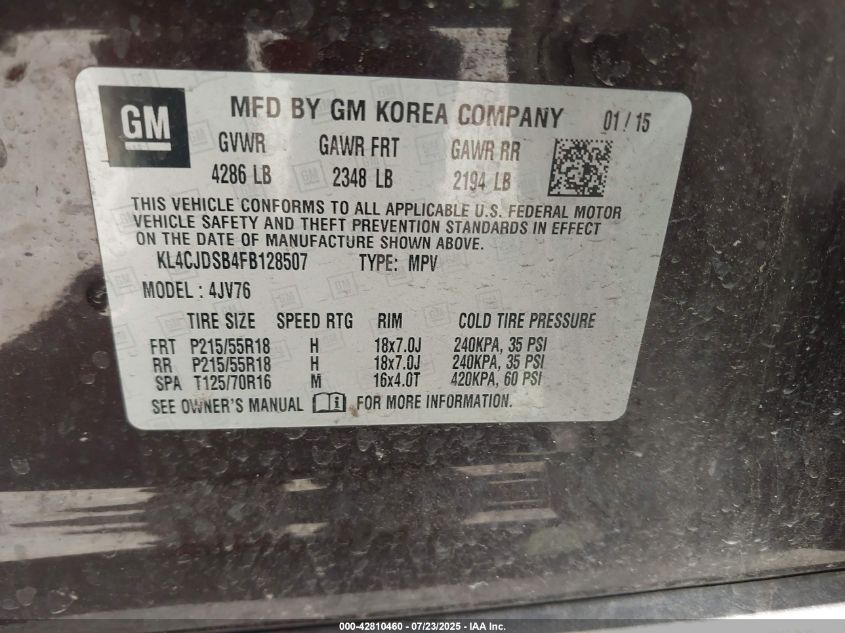 GM
MFD BY GM KOREA COMPANY 01/15
GVWR GAWR FRT GAWR RR
4286 LB 2348 LB 2194 LB
THIS VEHICLE CONFORMS TO ALL APPLICABLE U.S. FEDERAL MOTOR
VEHICLE SAFETY AND THEFT PREVENTION STANDARDS IN EFFECT
ON THE DATE OF MANUFACTURE SHOWN ABOVE.
KL4CJDSB4FB128507 TYPE: MPV
MODEL : 4JV76
TIRE SIZE SPEED RTG RIM COLD TIRE PRESSURE
FRT P215/55R18 H 18x7.0J 240KPA, 35 PSI
RR P215/55R18 H 18x7.0J 240KPA, 35 PSI
SPA T125/70R16 M 16x4.0T 420KPA, 60 PSI
SEE OWNER'S MANUAL FOR MORE INFORMATION.
000-42810460 - 07/23/2025 - IAA Inc.